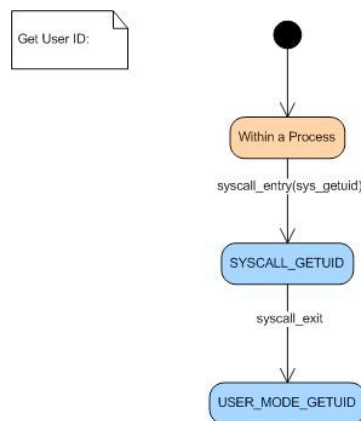 Get User ID:
Within a Process
syscall_entry(sys_getuid)
SYSCALL_GETUID
syscall_exit
USER_MODE_GETUID